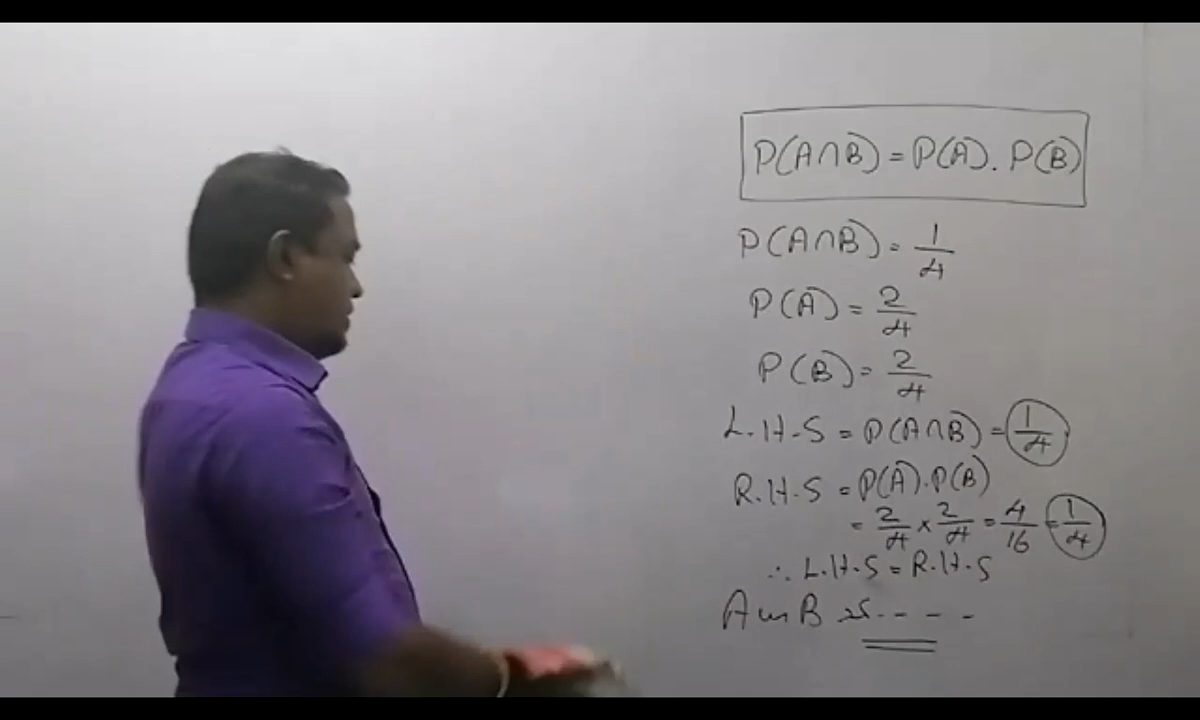 P(A∩B) = P(A). P(B)
P(A∩B) = 1/4
P(A) = 2/4
P(B) = 2/4
L.H.S = P(A∩B) = 1/4
R.H.S = P(A).P(B)
= 2/4 × 2/4 = 4/16 = 1/4
∴ L.H.S = R.H.S
A B - - - -